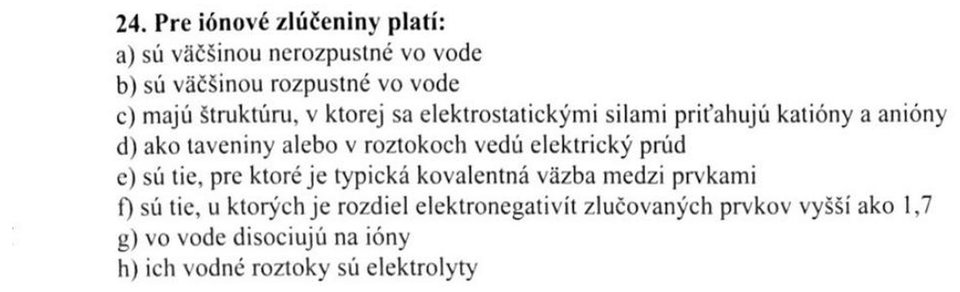 24. Pre iónové zlúčeniny platí:
a) sú väčšinou nerozpustné vo vode
b) sú väčšinou rozpustné vo vode
c) majú štruktúru, v ktorej sa elektrostatickými silami priťahujú katióny a anióny
d) ako taveniny alebo v roztokoch vedú elektrický prúd
e) sú tie, pre ktoré je typická kovalentná väzba medzi prvkami
f) sú tie, u ktorých je rozdiel elektronegativít zlučovaných prvkov vyšší ako 1,7
g) vo vode disociujú na ióny
h) ich vodné roztoky sú elektrolyty